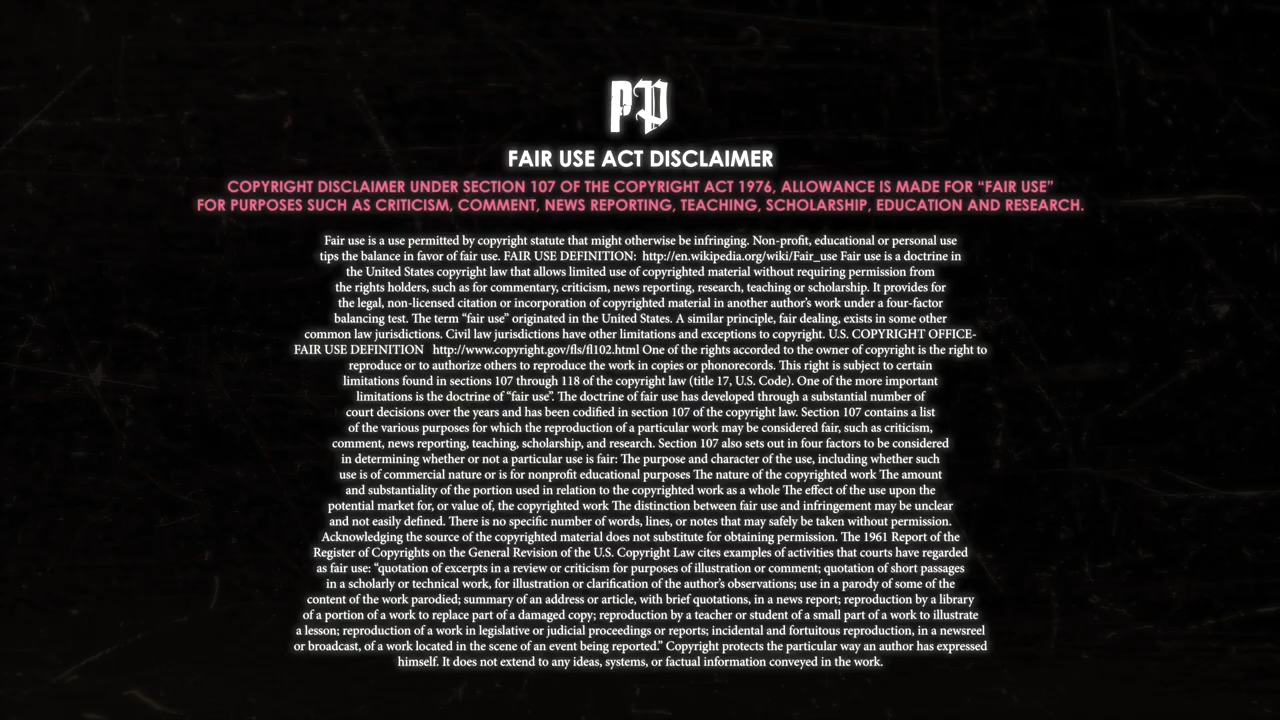 PP
FAIR USE ACT DISCLAIMER
COPYRIGHT DISCLAIMER UNDER SECTION 107 OF THE COPYRIGHT ACT 1976, ALLOWANCE IS MADE FOR “FAIR USE”
FOR PURPOSES SUCH AS CRITICISM, COMMENT, NEWS REPORTING, TEACHING, SCHOLARSHIP, EDUCATION AND RESEARCH.
Fair use is a use permitted by copyright statute that might otherwise be infringing. Non-profit, educational or personal use
tips the balance in favor of fair use. FAIR USE DEFINITION: http://en.wikipedia.org/wiki/Fair_use Fair use is a doctrine in
the United States copyright law that allows limited use of copyrighted material without requiring permission from
the rights holders, such as for commentary, criticism, news reporting, research, teaching or scholarship. It provides for
the legal, non-licensed citation or incorporation of copyrighted material in another author’s work under a four-factor
balancing test. The term “fair use” originated in the United States. A similar principle, fair dealing, exists in some other
common law jurisdictions. Civil law jurisdictions have other limitations and exceptions to copyright. U.S. COPYRIGHT OFFICE-
FAIR USE DEFINITION http://www.copyright.gov/fls/fl102.html One of the rights accorded to the owner of copyright is the right to
reproduce or to authorize others to reproduce the work in copies or phonorecords. This right is subject to certain
limitations found in sections 107 through 118 of the copyright law (title 17, U.S. Code). One of the more important
limitations is the doctrine of “fair use”. The doctrine of fair use has developed through a substantial number of
court decisions over the years and has been codified in section 107 of the copyright law. Section 107 contains a list
of the various purposes for which the reproduction of a particular work may be considered fair, such as criticism,
comment, news reporting, teaching, scholarship, and research. Section 107 also sets out in four factors to be considered
in determining whether or not a particular use is fair: The purpose and character of the use, including whether such
use is of commercial nature or is for nonprofit educational purposes The nature of the copyrighted work The amount
and substantiality of the portion used in relation to the copyrighted work as a whole The effect of the use upon the
potential market for, or value of, the copyrighted work The distinction between fair use and infringement may be unclear
and not easily defined. There is no specific number of words, lines, or notes that may safely be taken without permission.
Acknowledging the source of the copyrighted material does not substitute for obtaining permission. The 1961 Report of the
Register of Copyrights on the General Revision of the U.S. Copyright Law cites examples of activities that courts have regarded
as fair use: “quotation of excerpts in a review or criticism for purposes of illustration or comment; quotation of short passages
in a scholarly or technical work, for illustration or clarification of the author’s observations; use in a parody of some of the
content of the work parodied; summary of an address or article, with brief quotations, in a news report; reproduction by a library
of a portion of a work to replace part of a damaged copy; reproduction by a teacher or student of a small part of a work to illustrate
a lesson; reproduction of a work in legislative or judicial proceedings or reports; incidental and fortuitous reproduction, in a newsreel
or broadcast, of a work located in the scene of an event being reported.” Copyright protects the particular way an author has expressed
himself. It does not extend to any ideas, systems, or factual information conveyed in the work.